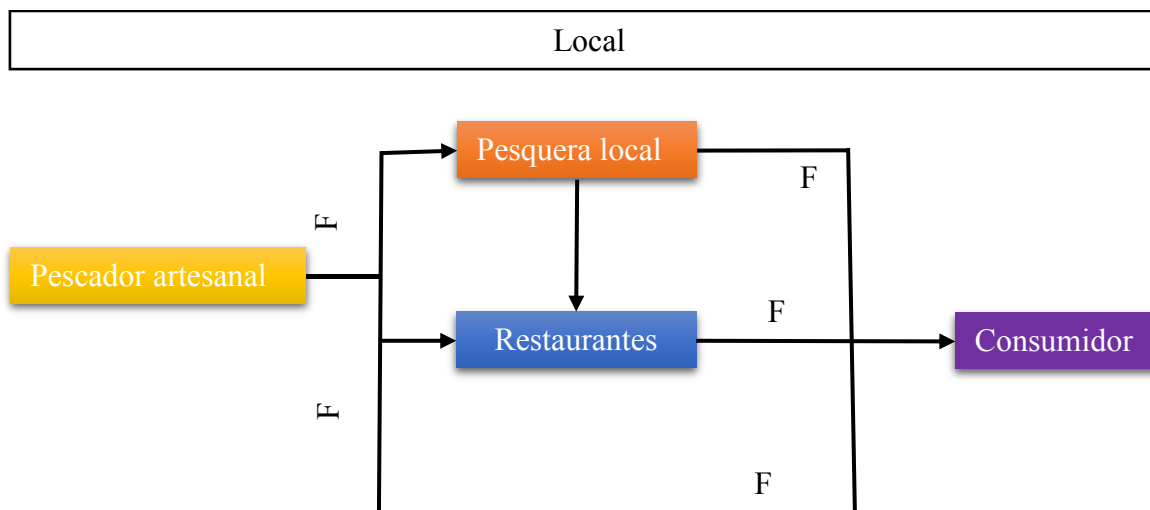 Local
Pesquera local
F
F
Pescador artesanal
F
Restaurantes
Consumidor
F
F